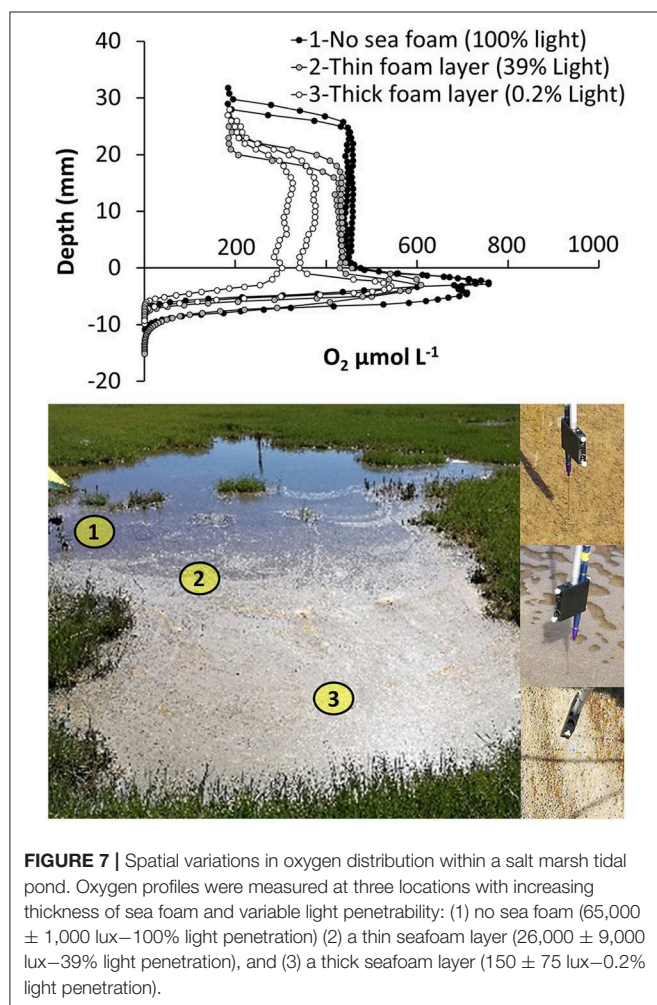 40
30
20
10
0
-10
-20
Depth (mm)
1-No sea foam (100% light)
2-Thin foam layer (39% Light)
3-Thick foam layer (0.2% Light)
200
400
600
800
1000
O₂ µmol L⁻¹
1
2
3
FIGURE 7 | Spatial variations in oxygen distribution within a salt marsh tidal
pond. Oxygen profiles were measured at three locations with increasing
thickness of sea foam and variable light penetrability: (1) no sea foam (65,000
± 1,000 lux–100% light penetration) (2) a thin seafoam layer (26,000 ± 9,000
lux–39% light penetration), and (3) a thick seafoam layer (150 ± 75 lux–0.2%
light penetration).